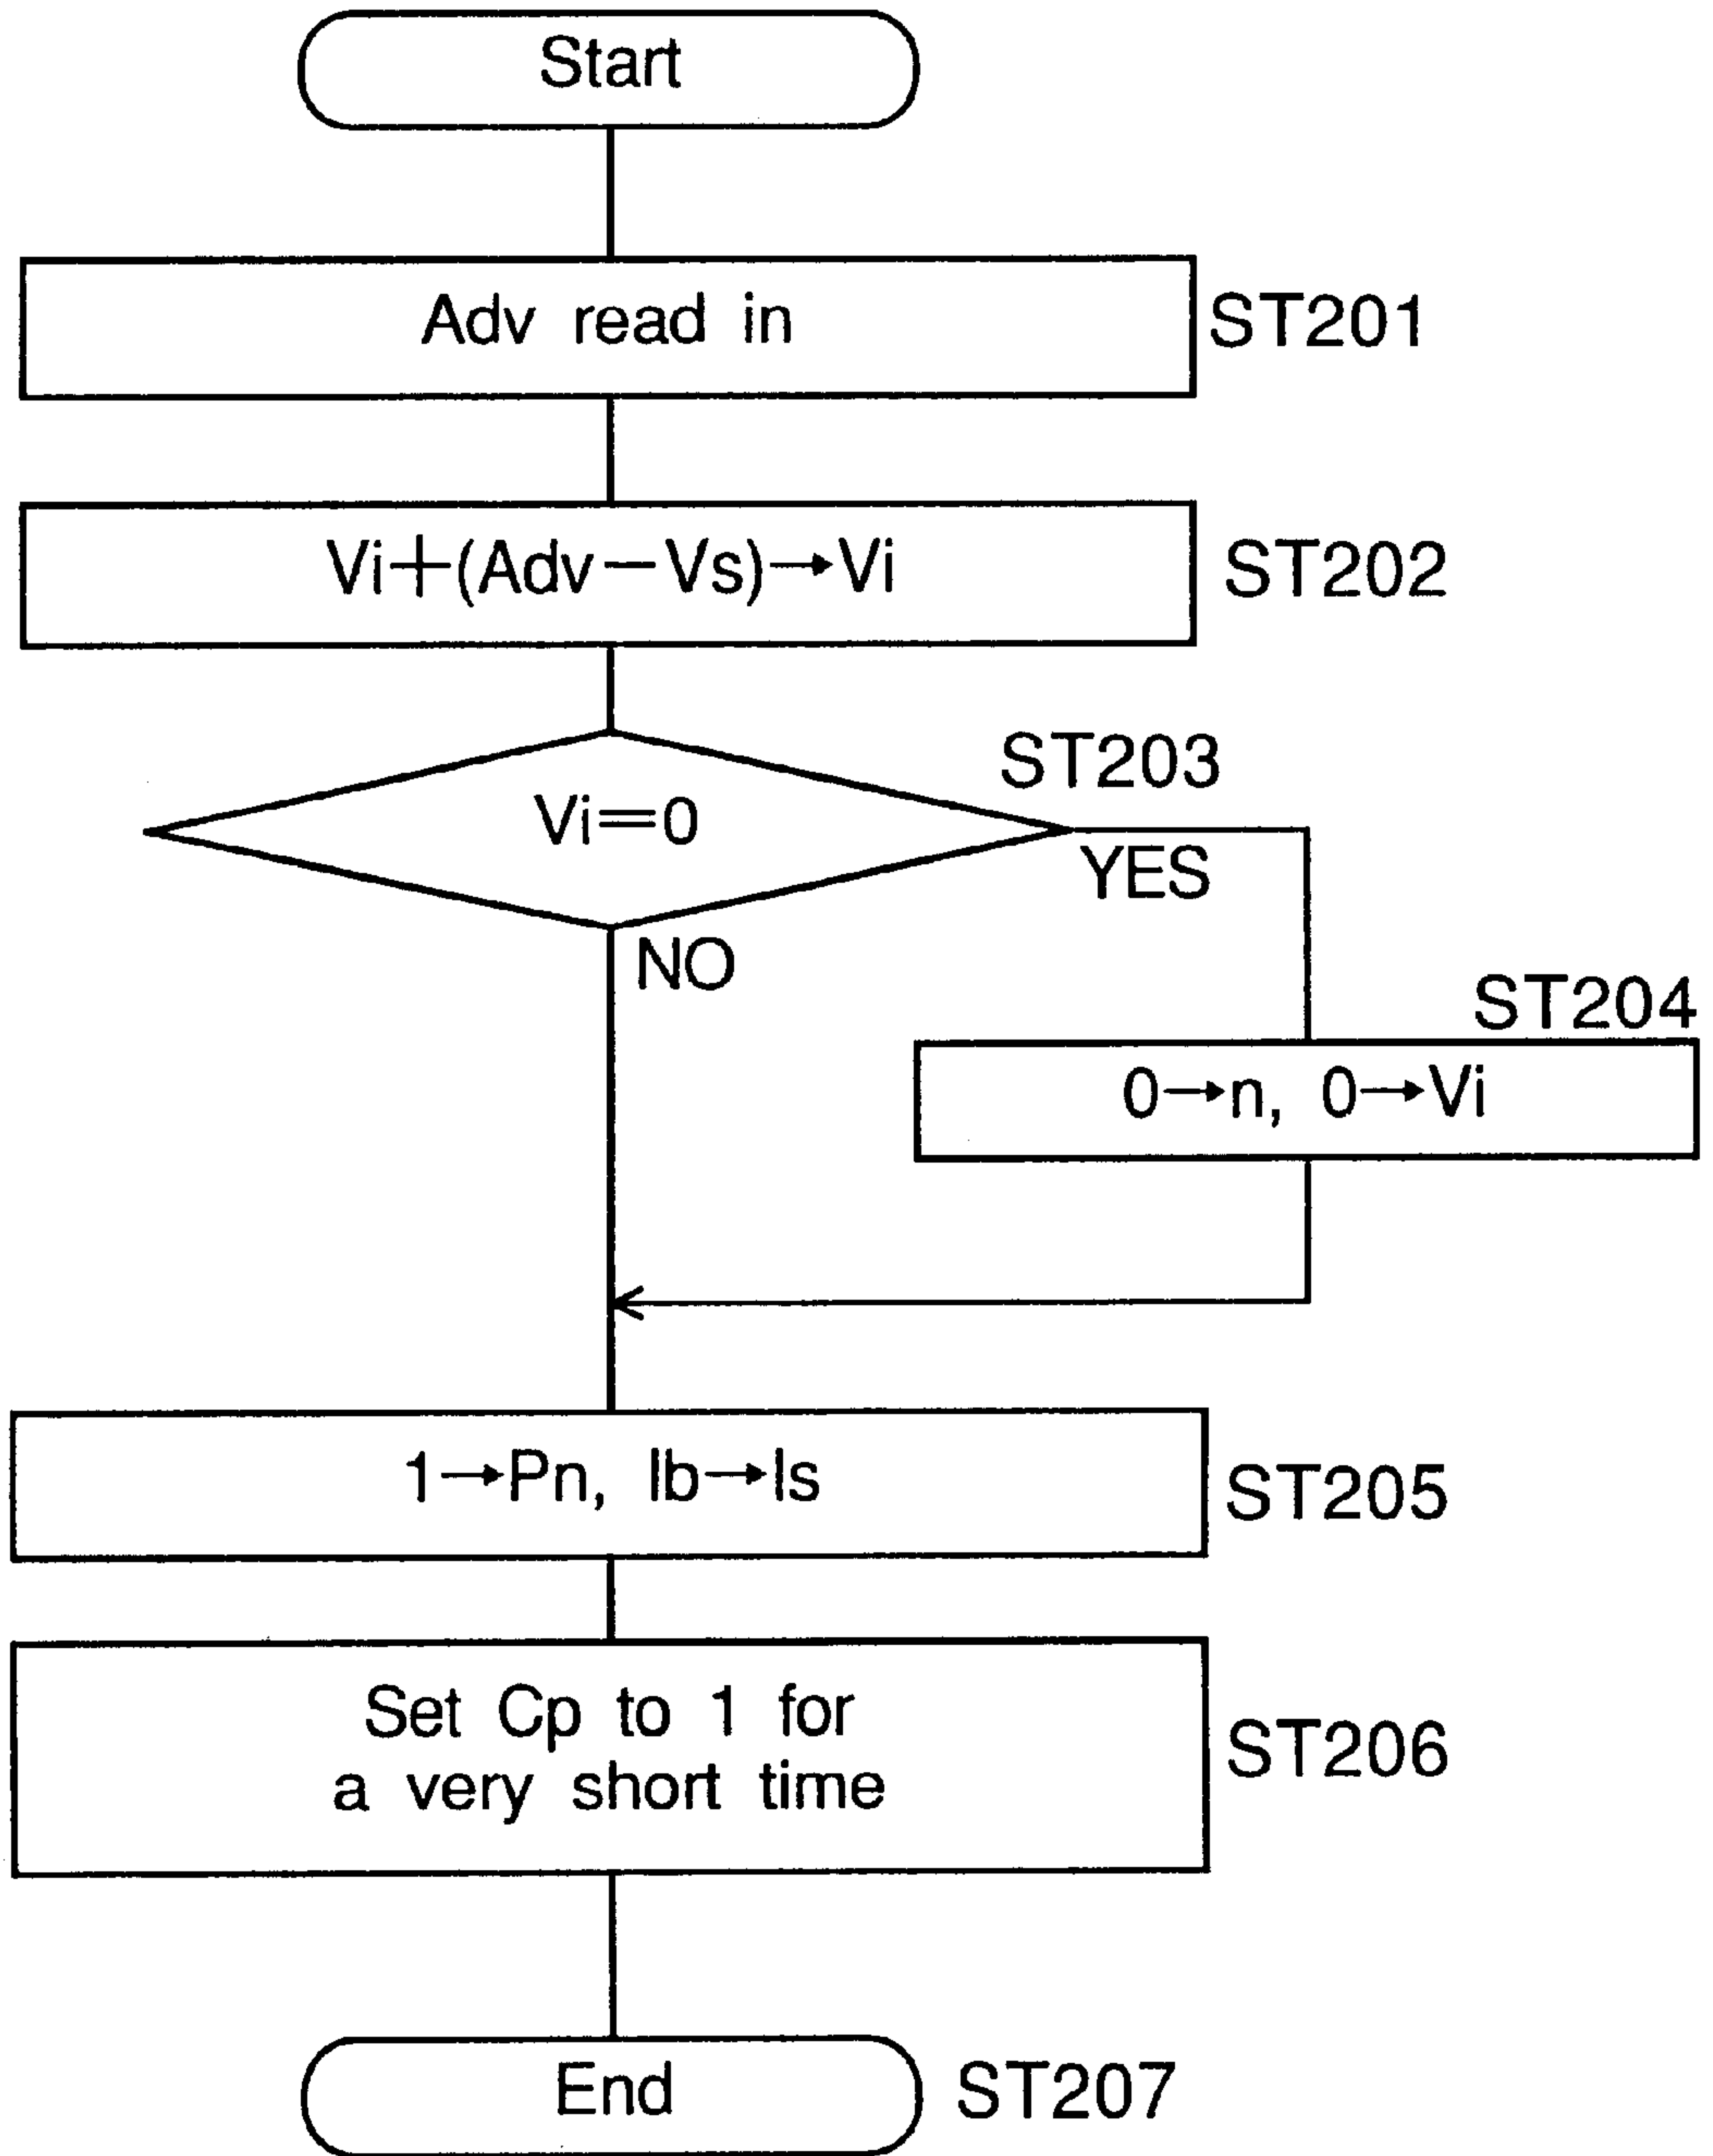 Start
Adv read in
ST201
Vi+(Adv−Vs)→Vi
ST202
ST203
Vi=0
YES
NO
ST204
0→n, 0→Vi
1→Pn, Ib→Is
ST205
Set Cp to 1 for
a very short time
ST206
End
ST207